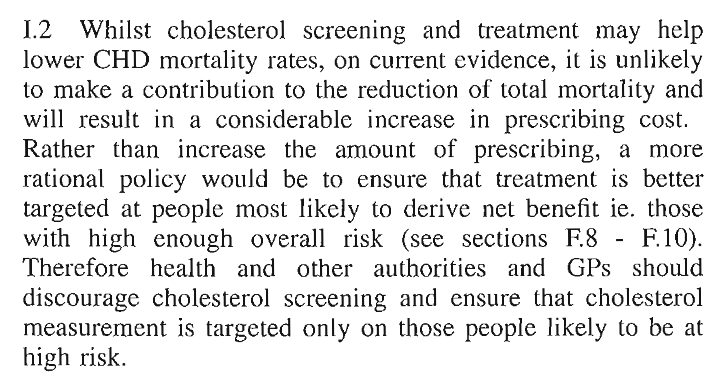 I.2 Whilst cholesterol screening and treatment may help
lower CHD mortality rates, on current evidence, it is unlikely
to make a contribution to the reduction of total mortality and
will result in a considerable increase in prescribing cost.
Rather than increase the amount of prescribing, a more
rational policy would be to ensure that treatment is better
targeted at people most likely to derive net benefit ie. those
with high enough overall risk (see sections F.8 - F.10).
Therefore health and other authorities and GPs should
discourage cholesterol screening and ensure that cholesterol
measurement is targeted only on those people likely to be at
high risk.